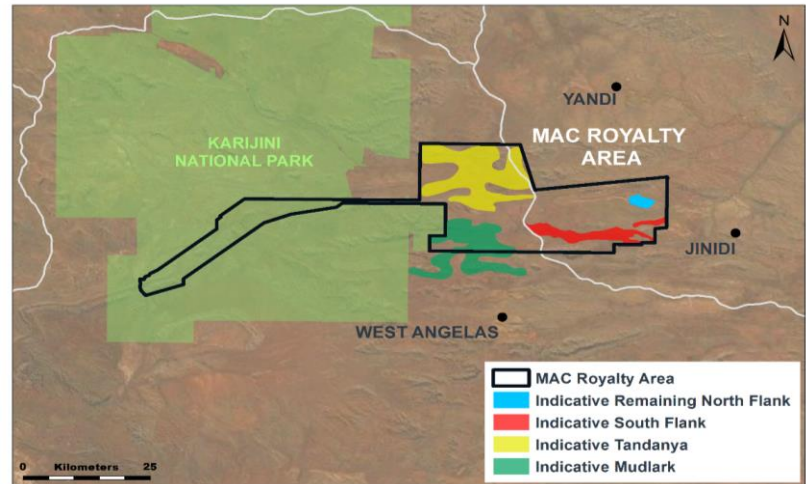 N
YANDI
MAC ROYALTY
AREA
KARIJINI
NATIONAL PARK
JINIDI
WEST ANGELAS
MAC Royalty Area
Indicative Remaining North Flank
Indicative South Flank
Indicative Tandanya
Indicative Mudlark
0 Kilometers 25